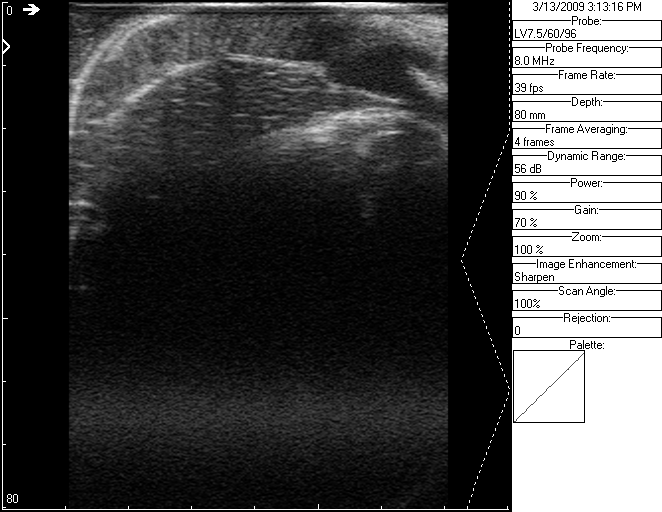 0
80
3/13/2009 3:13:16 PM
Probe:
LV7.5/60/96
Probe Frequency:
8.0 MHz
Frame Rate:
39 fps
Depth:
80 mm
Frame Averaging:
4 frames
Dynamic Range:
56 dB
Power:
90 %
Gain:
70 %
Zoom:
100 %
Image Enhancement:
Sharpen
Scan Angle:
100%
Rejection:
0
Palette: